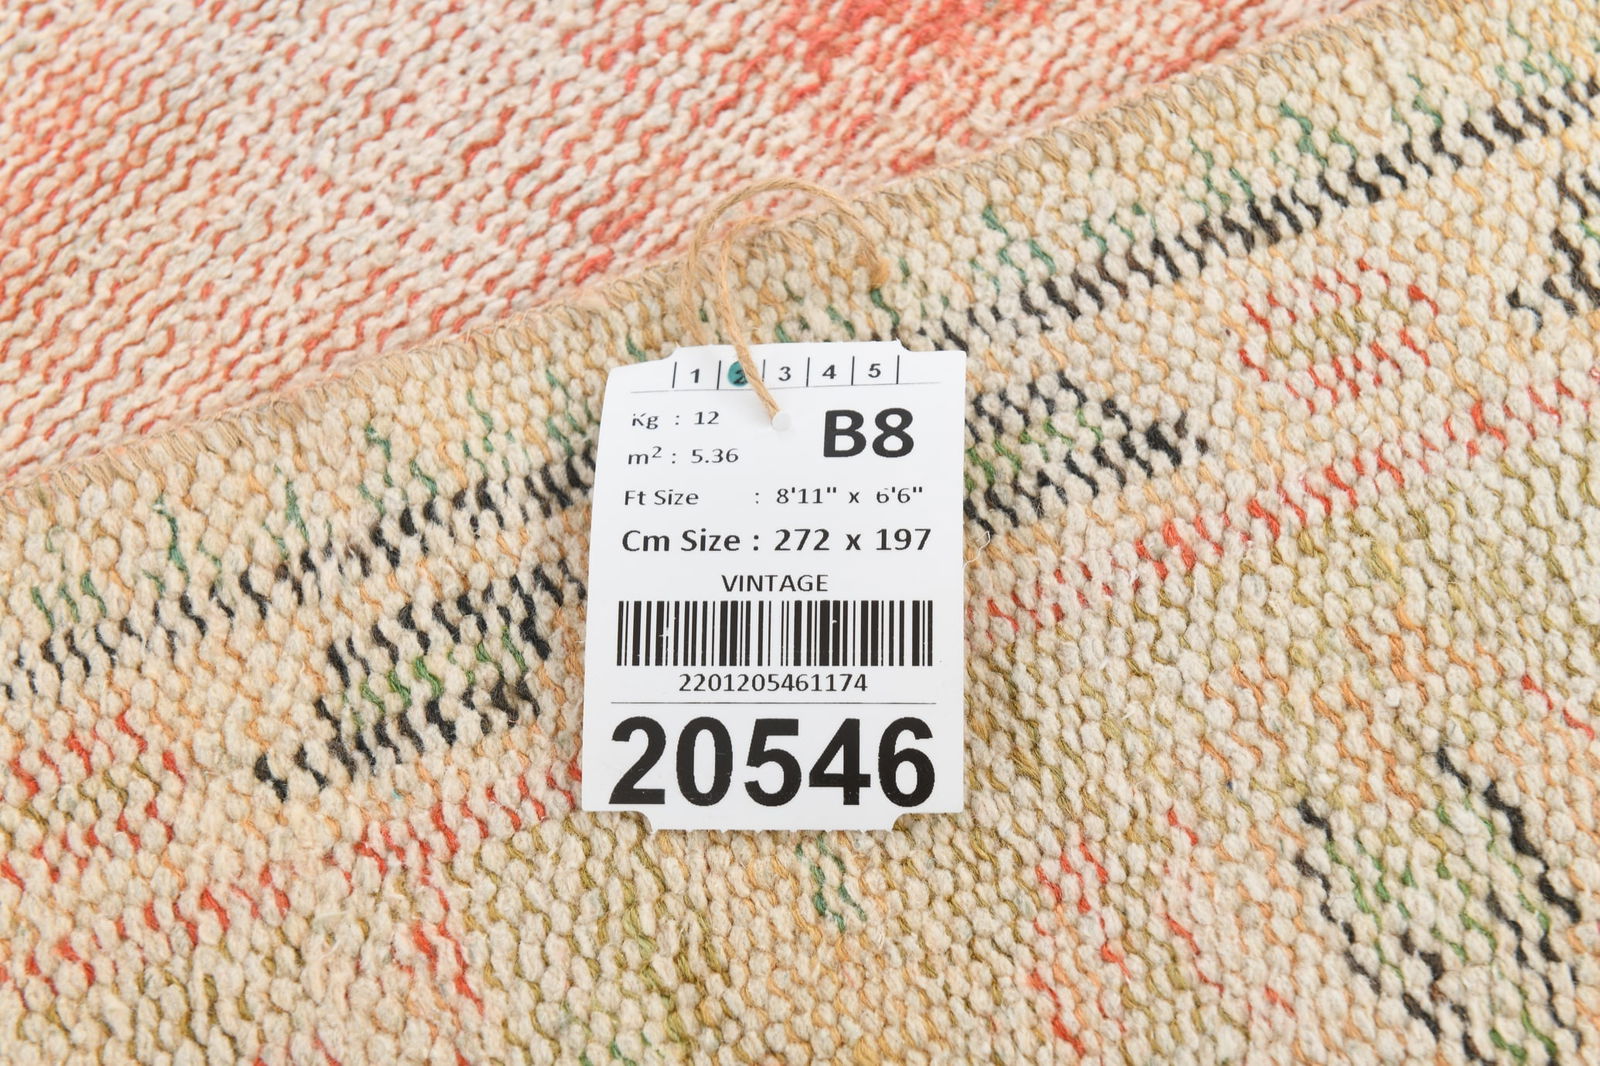 1 2 3 4 5
Kg : 12
B8
m² : 5.36
Ft Size : 8'11" x 6'6"
Cm Size : 272 x 197
VINTAGE
2201205461174
20546